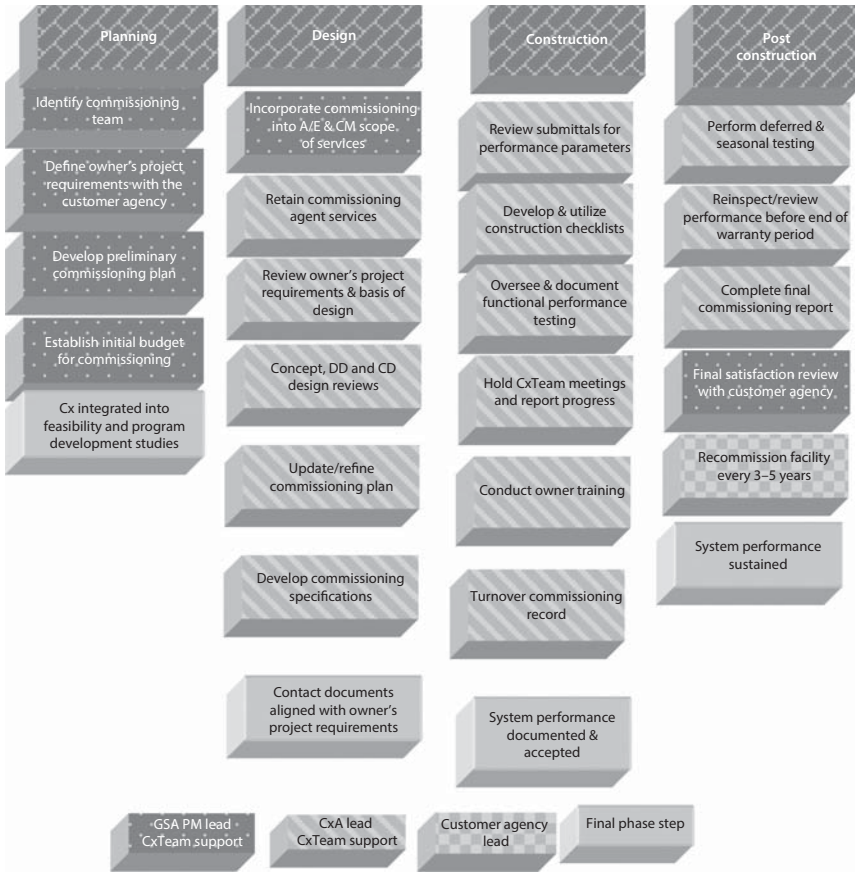 Planning
Identify commissioning
team
Define owner's project
requirements with the
customer agency
Develop preliminary
commissioning plan
Establish initial budget
for commissioning
Cx integrated into
feasibility and program
development studies
Design
Incorporate commissioning
into A/E & CM scope
of services
Retain commissioning
agent services
Review owner's project
requirements & basis of
design
Concept, DD and CD
design reviews
Update/refine
commissioning plan
Develop commissioning
specifications
Contact documents
aligned with owner's
project requirements
Construction
Review submittals for
performance parameters
Develop & utilize
construction checklists
Oversee & document
functional performance
testing
Hold CxTeam meetings
and report progress
Conduct owner training
Turnover commissioning
record
System performance
documented &
accepted
Post
construction
Perform deferred &
seasonal testing
Reinspect/review
performance before end of
warranty period
Complete final
commissioning report
Final satisfaction review
with customer agency
Recommission facility
every 3–5 years
System performance
sustained
GSA PM lead
CxTeam support
CxA lead
CxTeam support
Customer agency
lead
Final phase step